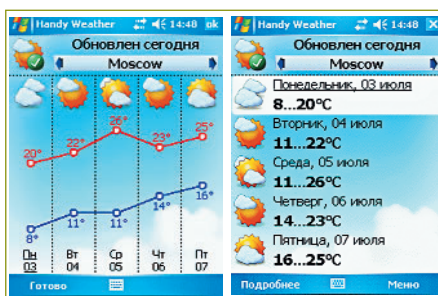 Handy Weather 14:48 ok
Обновлен сегодня
Moscow
20° 22° 26° 23° 25°
8° 11° 11° 14° 16°
Пн Вт Ср Чт Пт
03 04 05 06 07
Готово
Handy Weather 14:48
Обновлен сегодня
Moscow
Понедельник, 03 июля
8...20°C
Вторник, 04 июля
11...22°C
Среда, 05 июля
11...26°C
Четверг, 06 июля
14...23°C
Пятница, 07 июля
16...25°C
Подробнее Меню